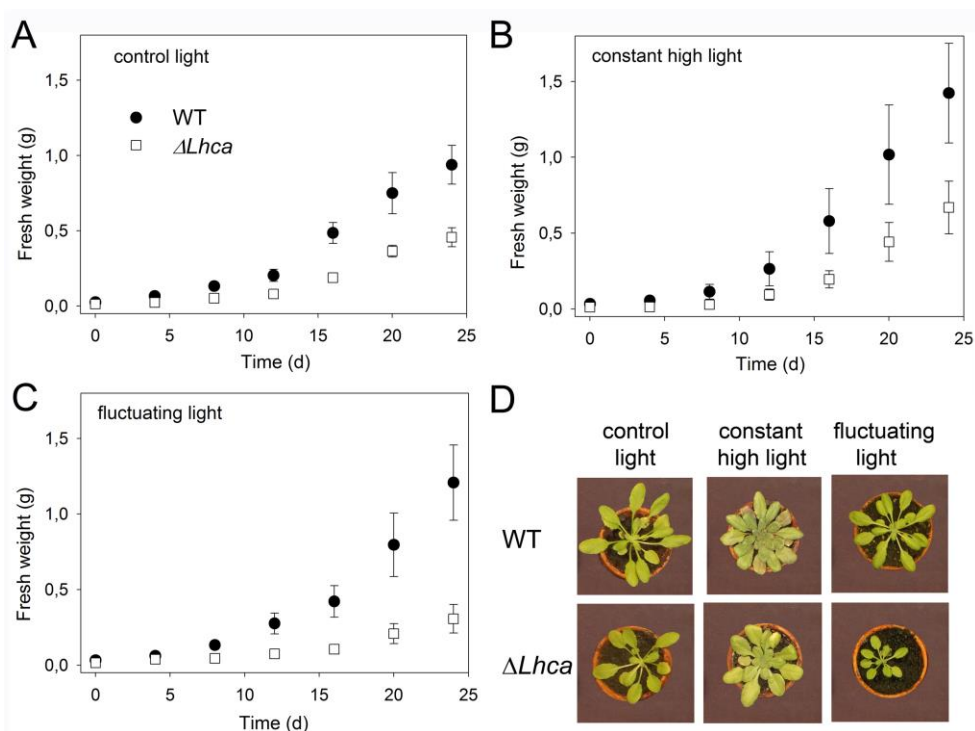 A
control light
WT
ΔLhca
Fresh weight (g)
1,5
1,0
0,5
0,0
0 5 10 15 20 25
Time (d)
B
constant high light
Fresh weight (g)
1,5
1,0
0,5
0,0
0 5 10 15 20 25
Time (d)
C
fluctuating light
Fresh weight (g)
1,5
1,0
0,5
0,0
0 5 10 15 20 25
Time (d)
D
control light
constant high light
fluctuating light
WT
ΔLhca